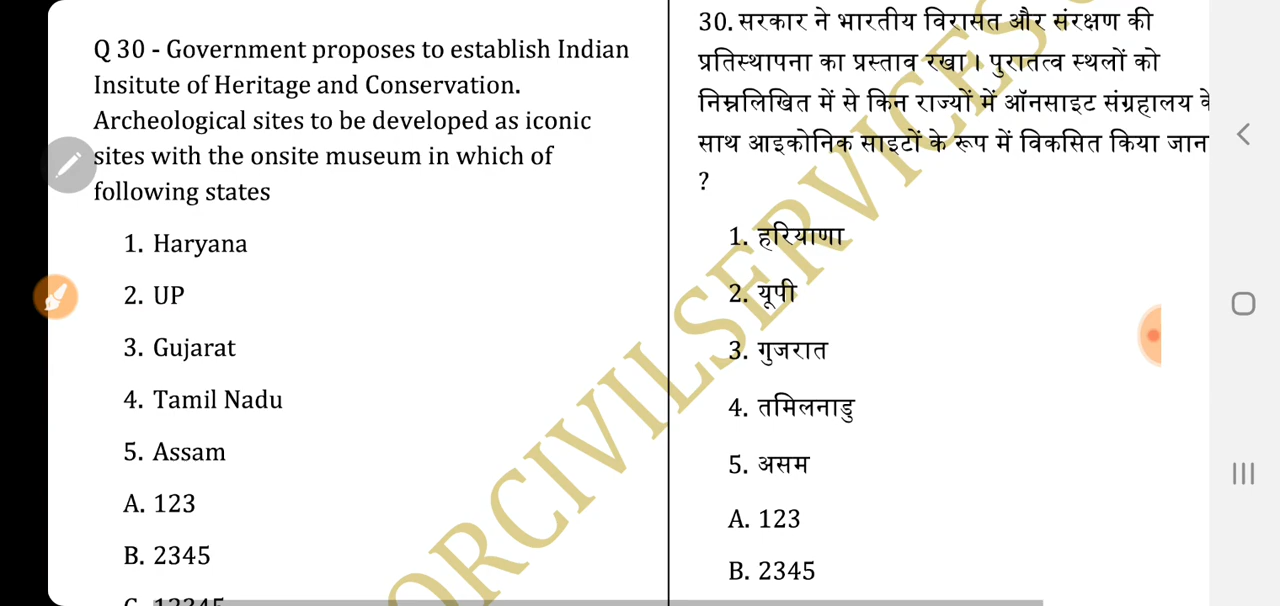 Q 30 - Government proposes to establish Indian
Insitute of Heritage and Conservation.
Archeological sites to be developed as iconic
sites with the onsite museum in which of
following states
1. Haryana
2. UP
3. Gujarat
4. Tamil Nadu
5. Assam
A. 123
B. 2345
C. 12345
30. सरकार ने भारतीय विरासत और संरक्षण की
प्रतिस्थापना का प्रस्ताव रखा। पुरातत्व स्थलों को
निम्नलिखित में से किन राज्यों में ऑनसाइट संग्रहालय के
साथ आइकोनिक साइटों के रूप में विकसित किया जान
?
1. हरियाणा
2. यूपी
3. गुजरात
4. तमिलनाडु
5. असम
A. 123
B. 2345
ORCIVILSERVICES